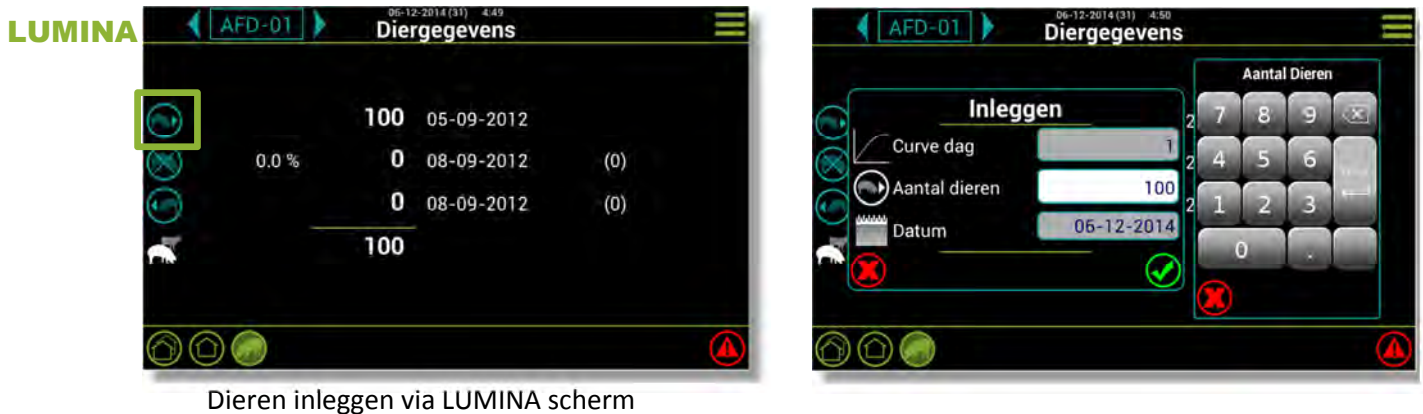 LUMINA
AFD-01
06-12-2014 (31) 4:49
Diergegevens
100 05-09-2012
0.0 % 0 08-09-2012 (0)
0 08-09-2012 (0)
100
Dieren inleggen via LUMINA scherm
AFD-01
06-12-2014 (31) 4:50
Diergegevens
Inleggen
Curve dag 1
Aantal dieren 100
Datum 06-12-2014
2
2
2
Aantal Dieren
7 8 9
4 5 6
1 2 3
0 .